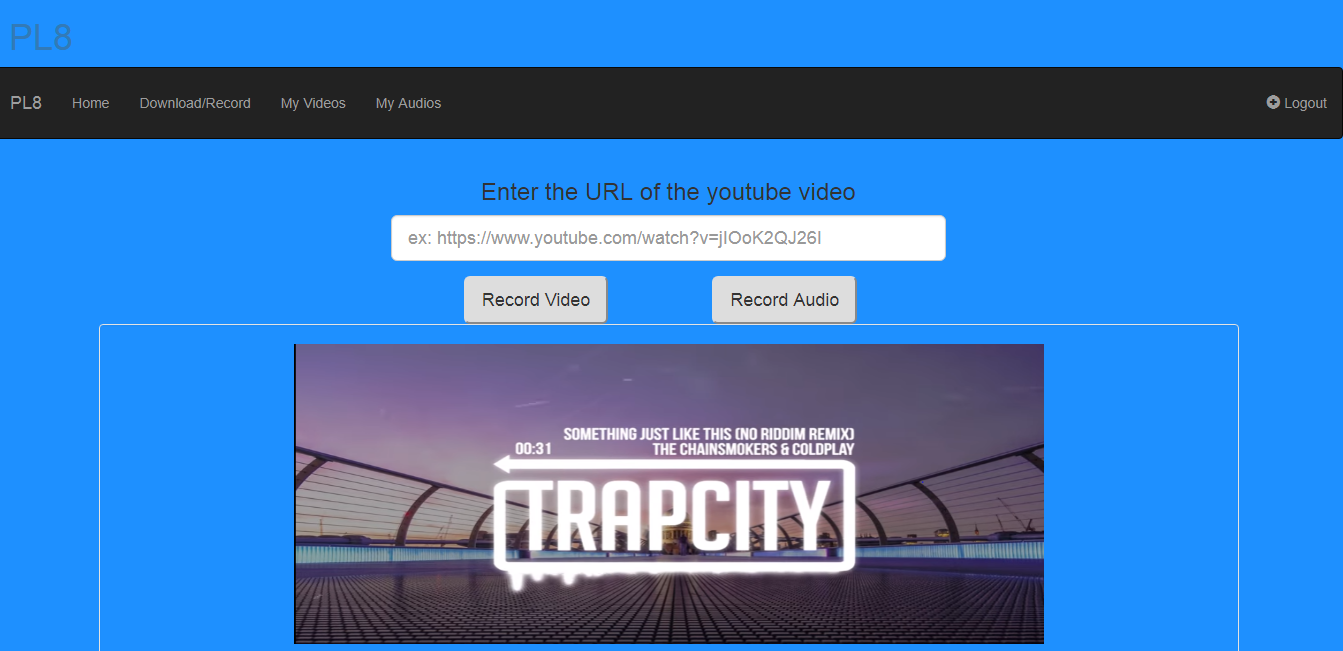 PL8
PL8 Home Download/Record My Videos My Audios Logout
Enter the URL of the youtube video
ex: https://www.youtube.com/watch?v=jIOoK2QJ26I
Record Video Record Audio
SOMETHING JUST LIKE THIS (NO RIDDIM REMIX)
00:31 THE CHAINSMOKERS & COLDPLAY
TRAPCITY